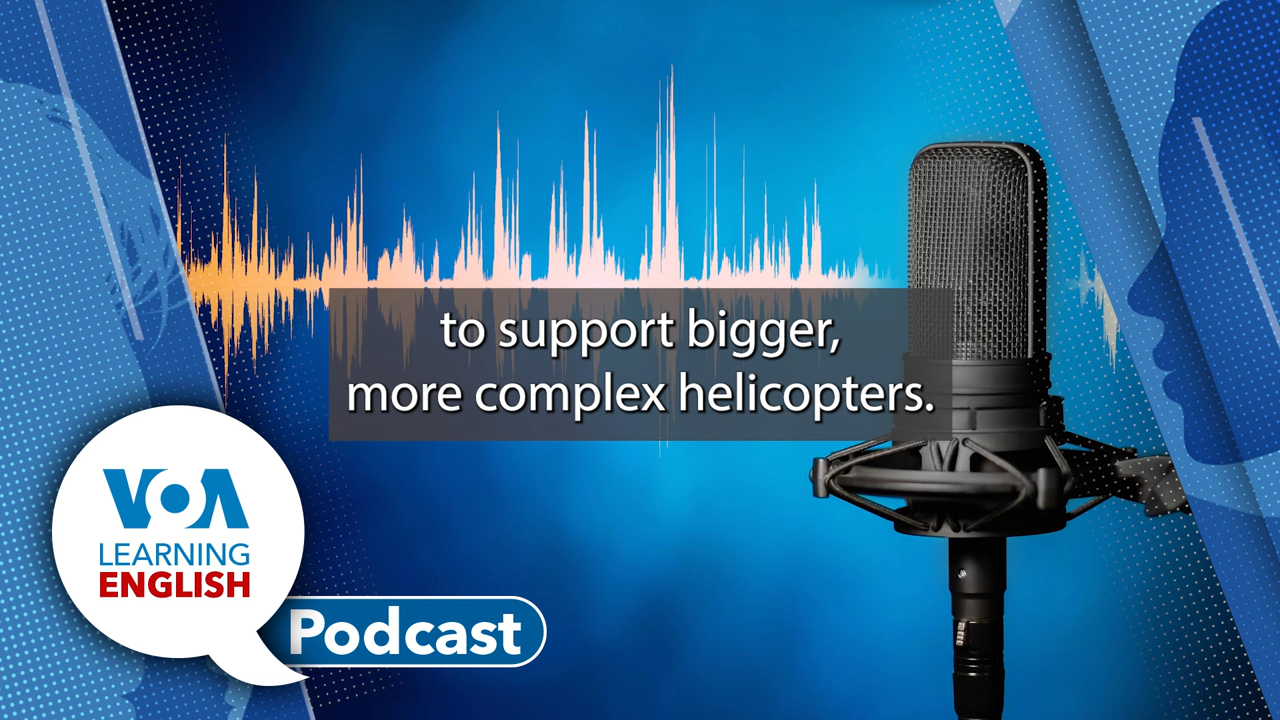 to support bigger,
more complex helicopters.
VOA
LEARNING
ENGLISH
Podcast